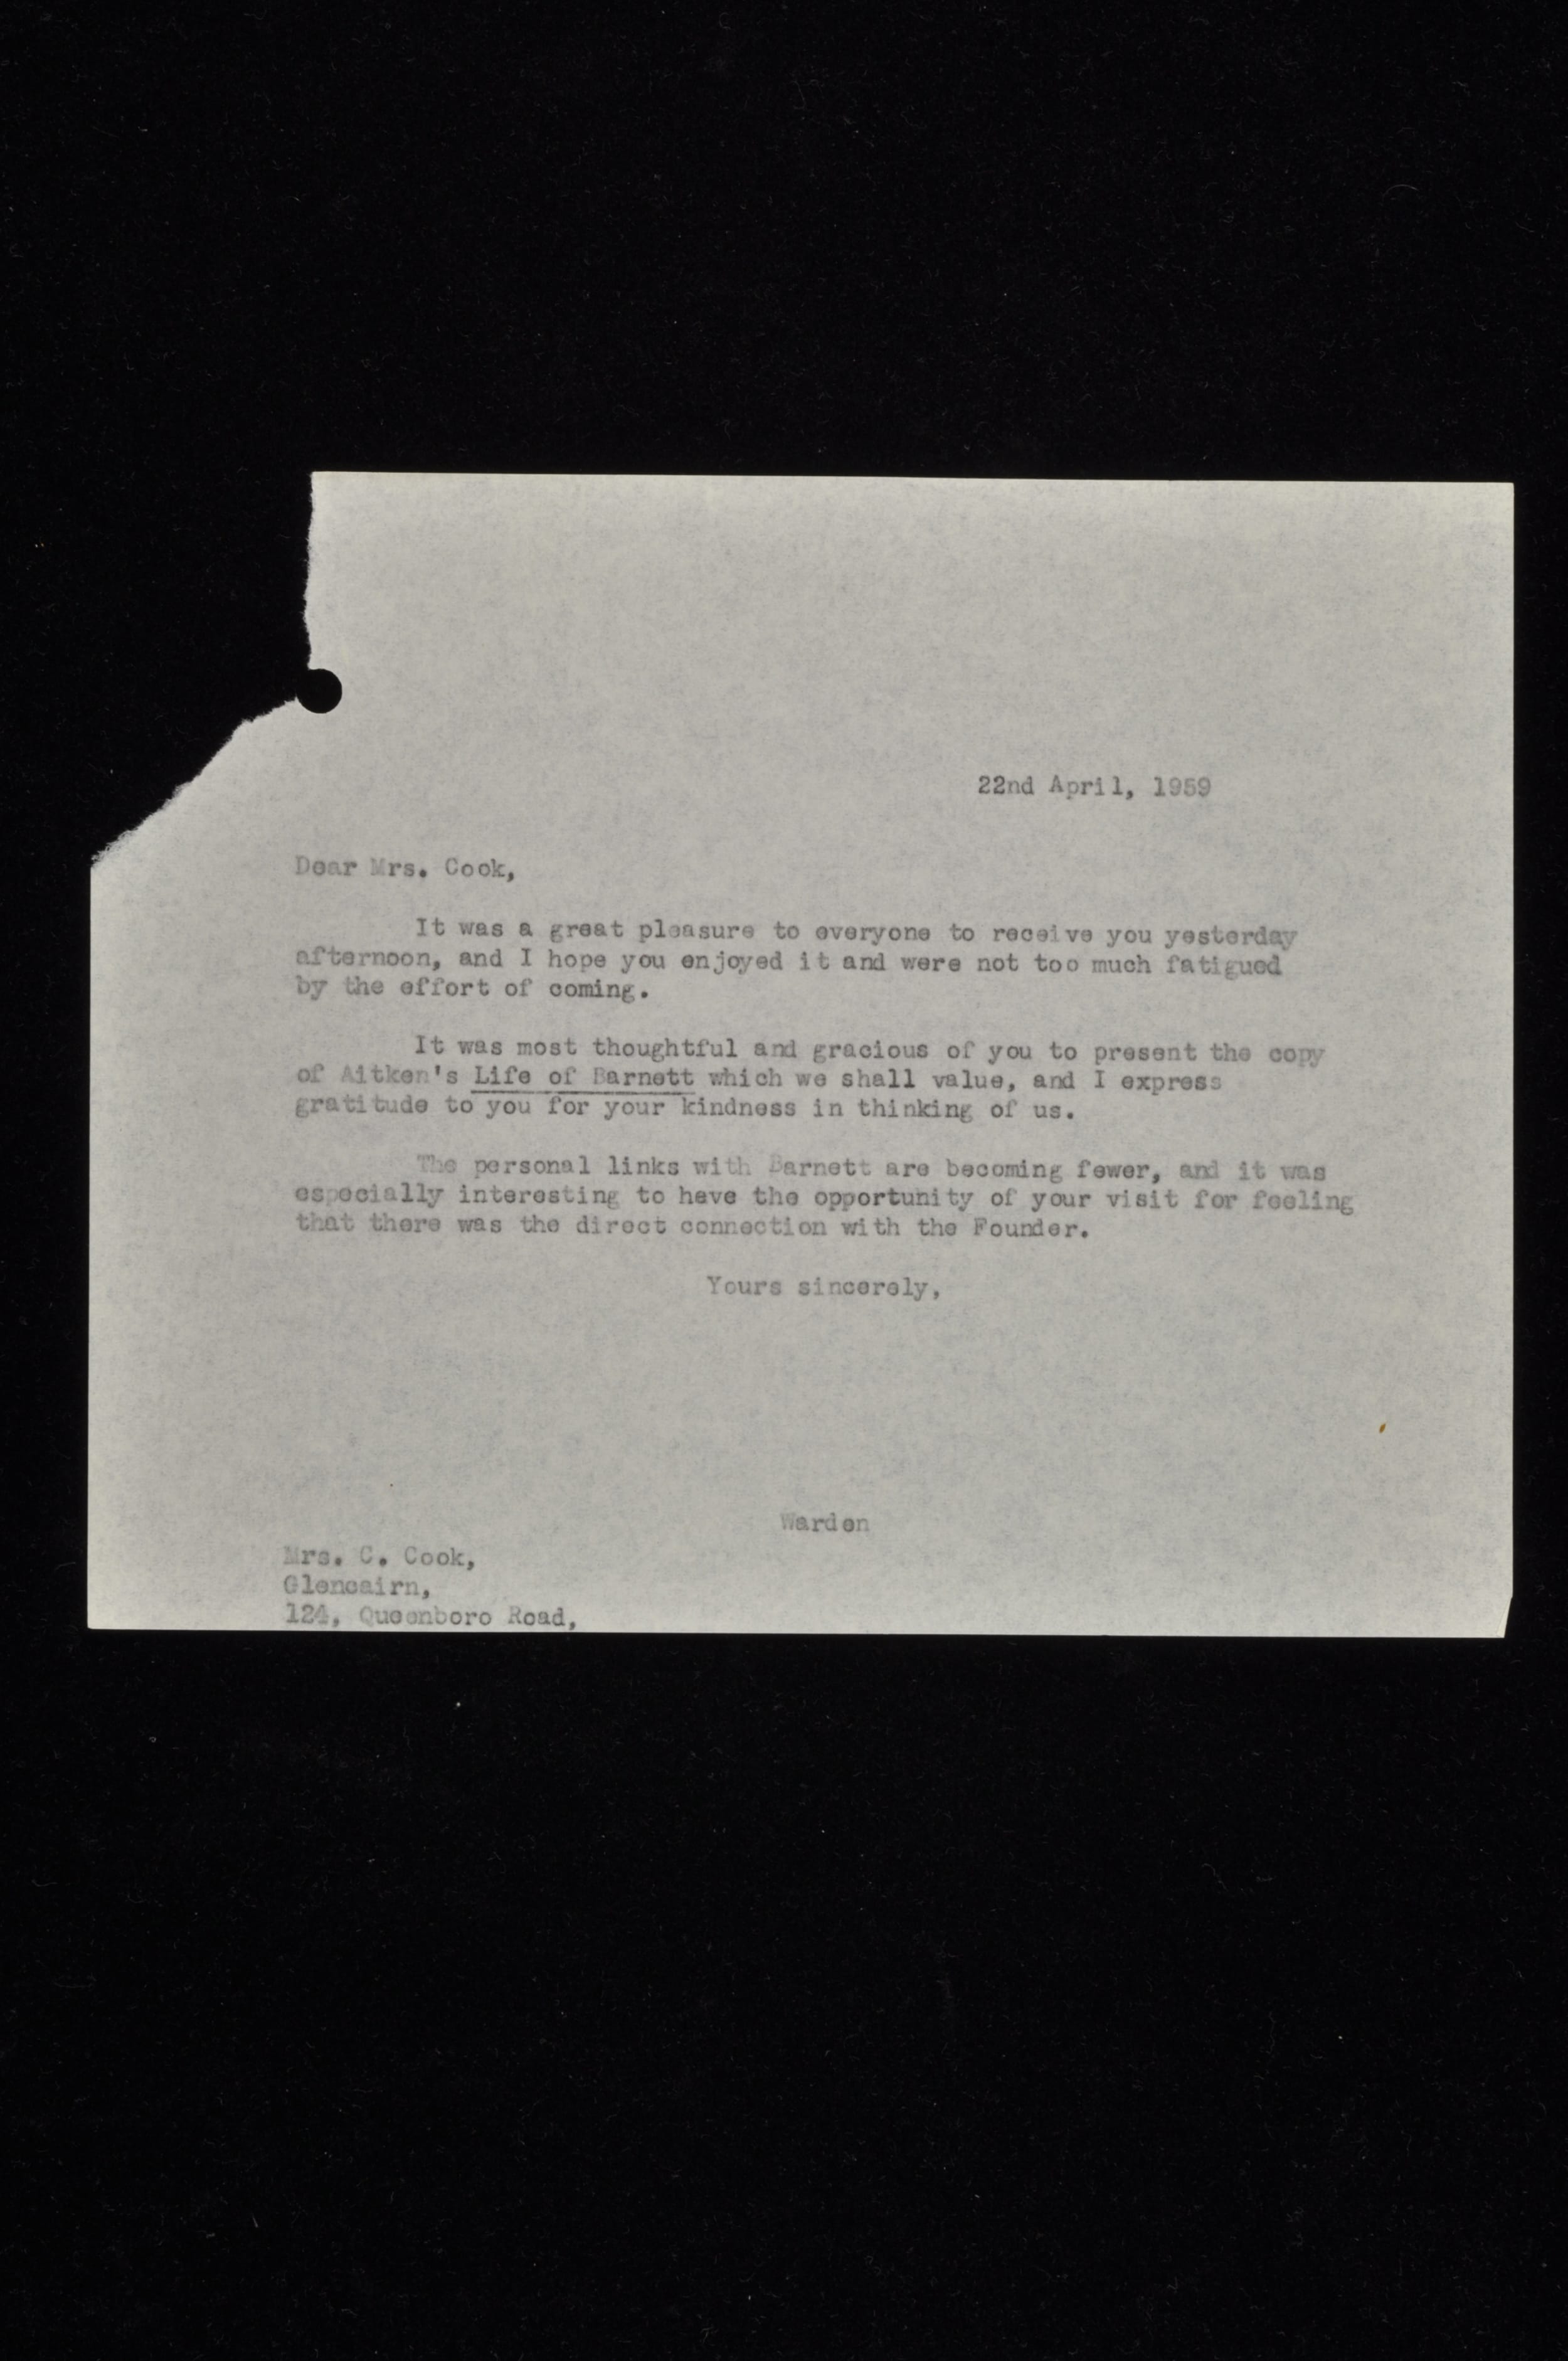 22nd April, 1959
Dear Mrs. Cook,
It was a great pleasure to everyone to receive you yesterday
afternoon, and I hope you enjoyed it and were not too much fatigued
by the effort of coming.
It was most thoughtful and gracious of you to present the copy
of Aitken's Life of Barnett which we shall value, and I express
gratitude to you for your kindness in thinking of us.
The personal links with Barnett are becoming fewer, and it was
especially interesting to have the opportunity of your visit for feeling
that there was the direct connection with the Founder.
Yours sincerely,
Warden
Mrs. C. Cook,
Glencairn,
124, Queenboro Road,